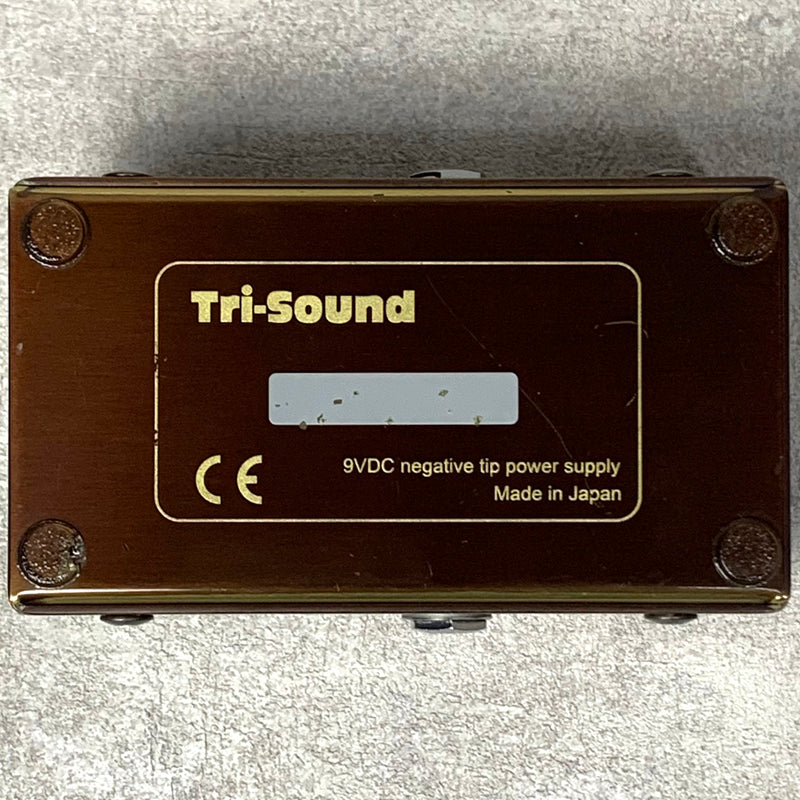 Tri-Sound
CE
9VDC negative tip power supply
Made in Japan